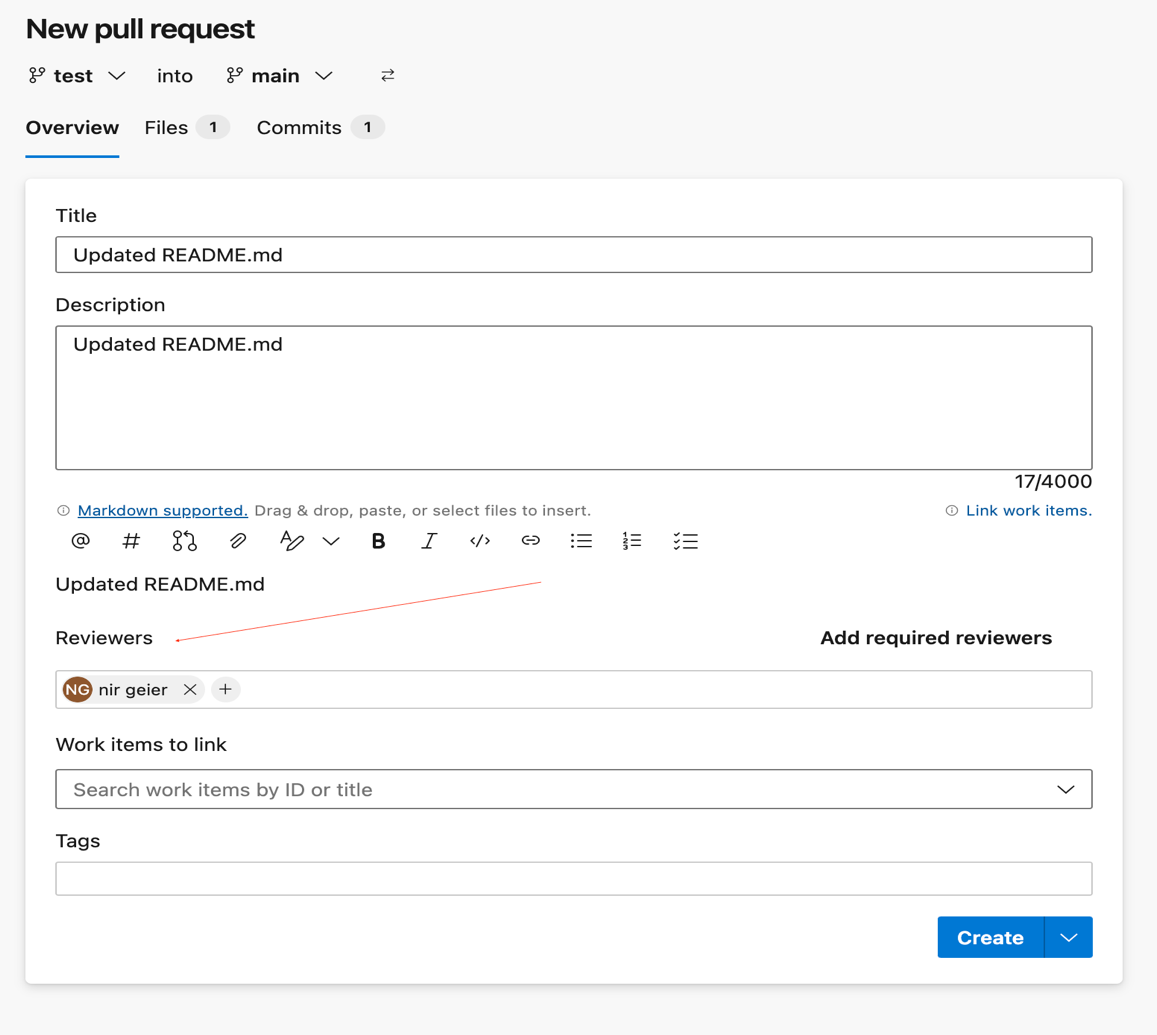 New pull request
test into main
Overview Files 1 Commits 1
Title
Updated README.md
Description
Updated README.md
17/4000
Markdown supported. Drag & drop, paste, or select files to insert. Link work items.
Updated README.md
Reviewers Add required reviewers
NG nir geier
Work items to link
Search work items by ID or title
Tags
Create